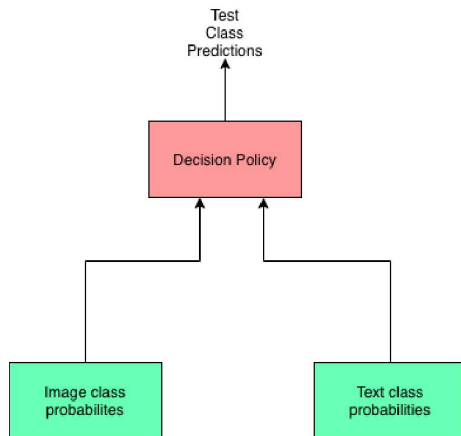 Test
Class
Predictions
Decision Policy
Image class
probabilites
Text class
probabilities